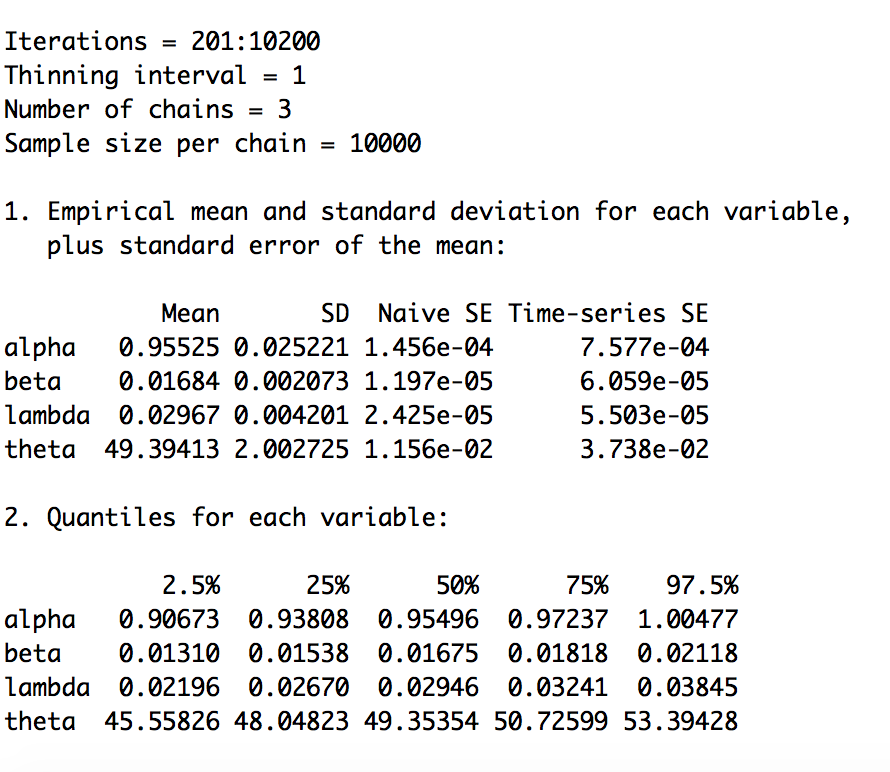 Iterations = 201:10200
Thinning interval = 1
Number of chains = 3
Sample size per chain = 10000
1. Empirical mean and standard deviation for each variable,
plus standard error of the mean:
Mean SD Naive SE Time-series SE
alpha 0.95525 0.025221 1.456e-04 7.577e-04
beta 0.01684 0.002073 1.197e-05 6.059e-05
lambda 0.02967 0.004201 2.425e-05 5.503e-05
theta 49.39413 2.002725 1.156e-02 3.738e-02
2. Quantiles for each variable:
2.5% 25% 50% 75% 97.5%
alpha 0.90673 0.93808 0.95496 0.97237 1.00477
beta 0.01310 0.01538 0.01675 0.01818 0.02118
lambda 0.02196 0.02670 0.02946 0.03241 0.03845
theta 45.55826 48.04823 49.35354 50.72599 53.39428